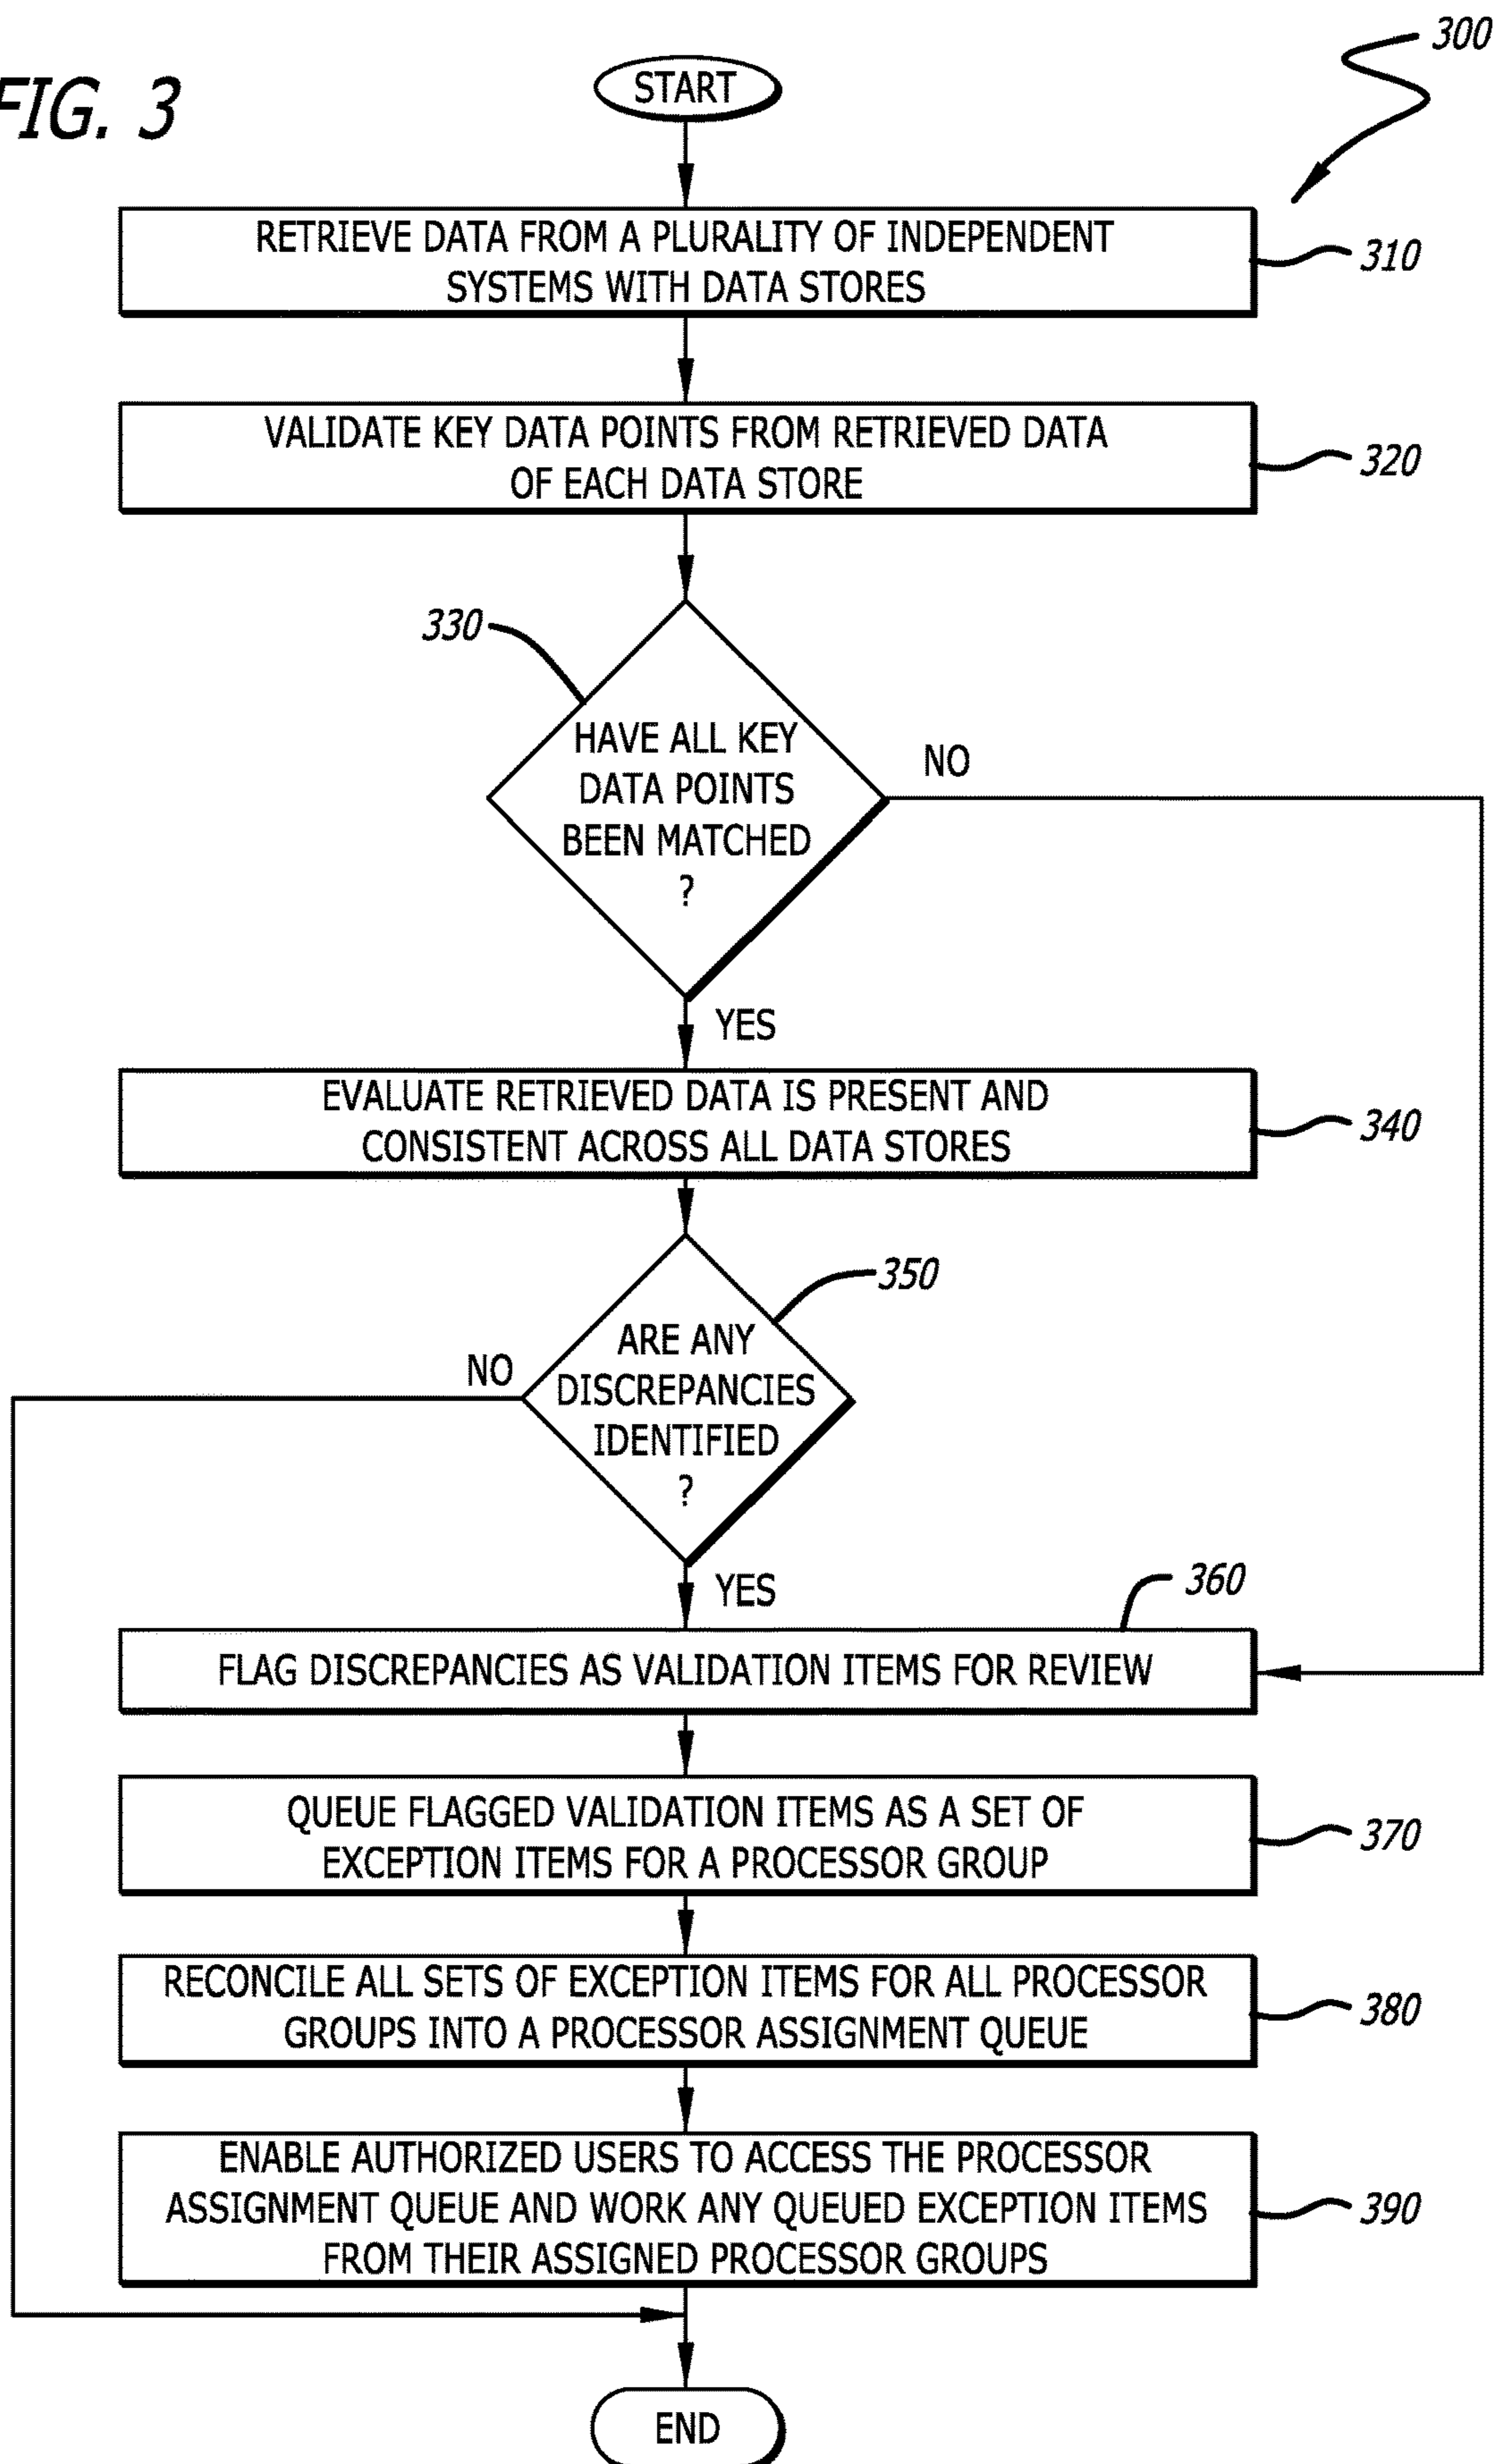 FIG. 3
300
START
RETRIEVE DATA FROM A PLURALITY OF INDEPENDENT
SYSTEMS WITH DATA STORES
310
VALIDATE KEY DATA POINTS FROM RETRIEVED DATA
OF EACH DATA STORE
320
330
HAVE ALL KEY
DATA POINTS
BEEN MATCHED
?
NO
YES
EVALUATE RETRIEVED DATA IS PRESENT AND
CONSISTENT ACROSS ALL DATA STORES
340
350
ARE ANY
DISCREPANCIES
IDENTIFIED
?
NO
YES
360
FLAG DISCREPANCIES AS VALIDATION ITEMS FOR REVIEW
QUEUE FLAGGED VALIDATION ITEMS AS A SET OF
EXCEPTION ITEMS FOR A PROCESSOR GROUP
370
RECONCILE ALL SETS OF EXCEPTION ITEMS FOR ALL PROCESSOR
GROUPS INTO A PROCESSOR ASSIGNMENT QUEUE
380
ENABLE AUTHORIZED USERS TO ACCESS THE PROCESSOR
ASSIGNMENT QUEUE AND WORK ANY QUEUED EXCEPTION ITEMS
FROM THEIR ASSIGNED PROCESSOR GROUPS
390
END